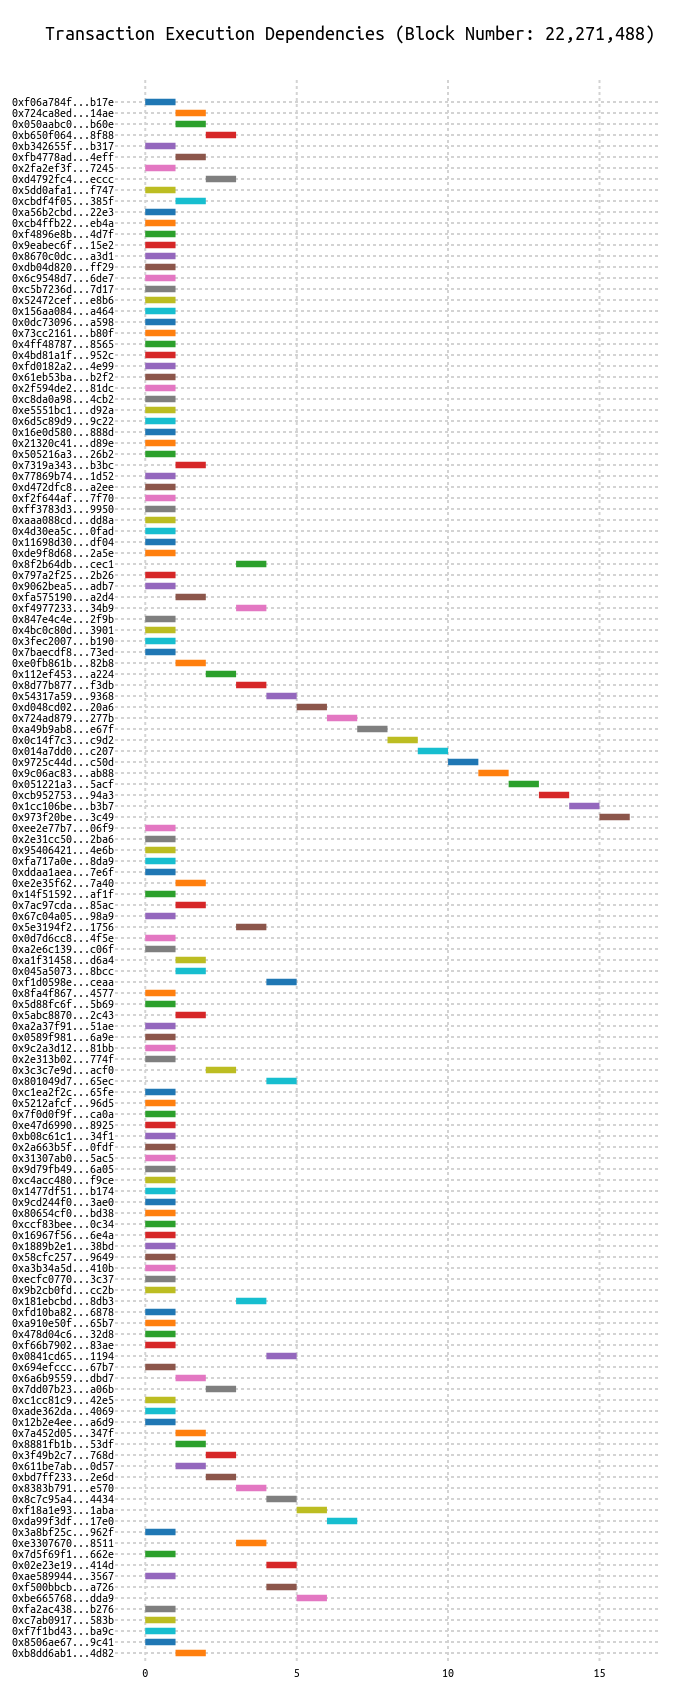 Transaction Execution Dependencies (Block Number: 22,271,488)
0xf06a784f...b17e
0x724ca8ed...14ae
0x050aabc0...b60e
0xb650f064...8f88
0xb342655f...b317
0xfb4778ad...4eff
0x2fa2ef3f...7245
0xd4792fc4...eccc
0x5dd0afa1...f747
0xcbdf4f05...385f
0xa56b2cbd...22e3
0xcb4ffb22...eb4a
0xf4896e8b...4d7f
0x9eabec6f...15e2
0x8670c0dc...a3d1
0xdb04d820...ff29
0x6c9548d7...6de7
0xc5b7236d...7d17
0x52472cef...e8b6
0x156aa084...a464
0x0dc73096...a598
0x73cc2161...b80f
0x4ff48787...8565
0x4bd81a1f...952c
0xfd0182a2...4e99
0x61eb53ba...b2f2
0x2f594de2...81dc
0xc8da0a98...4cb2
0xe5551bc1...d92a
0x6d5c89d9...9c22
0x16e0d580...888d
0x21320c41...d89e
0x505216a3...26b2
0x7319a343...b3bc
0x77869b74...1d52
0xd472dfc8...a2ee
0xf2f644af...7f70
0xff3783d3...9950
0xaaa088cd...dd8a
0x4d30ea5c...0fad
0x11698d30...df04
0xde9f8d68...2a5e
0x8f2b64db...cec1
0x797a2f25...2b26
0x9062bea5...adb7
0xfa575190...a2d4
0xf4977233...34b9
0x847e4c4e...2f9b
0x4bc0c80d...3901
0x3fec2007...b190
0x7baecdf8...73ed
0xe0fb861b...82b8
0x112ef453...a224
0x8d77b877...f3db
0x54317a59...9368
0xd048cd02...20a6
0x724ad879...277b
0xa49b9ab8...e67f
0x0c14f7c3...c9d2
0x014a7dd0...c207
0x9725c44d...c50d
0x9c06ac83...ab88
0x051221a3...5acf
0xcb952753...94a3
0x1cc106be...b3b7
0x973f20be...3c49
0xee2e77b7...06f9
0x2e31cc50...2ba6
0x95406421...4e6b
0xfa717a0e...8da9
0xddaa1aea...7e6f
0xe2e35f62...7a40
0x14f51592...af1f
0x7ac97cda...85ac
0x67c04a05...98a9
0x5e3194f2...1756
0x0d7d6cc8...4f5e
0xa2e6c139...c06f
0xa1f31458...d6a4
0x045a5073...8bcc
0xf1d0598e...ceaa
0x8fa4f867...4577
0x5d88fc6f...5b69
0x5abc8870...2c43
0xa2a37f91...51ae
0x0589f981...6a9e
0x9c2a3d12...81bb
0x2e313b02...774f
0x3c3c7e9d...acf0
0x801049d7...65ec
0xc1ea2f2c...65fe
0x5212afcf...96d5
0x7f0d0f9f...ca0a
0xe47d6990...8925
0xb08c61c1...34f1
0x2a663b5f...0fdf
0x31307ab0...5ac5
0x9d79fb49...6a05
0xc4acc480...f9ce
0x1477df51...b174
0x9cd244f0...3ae0
0x80654cf0...bd38
0xccf83bee...0c34
0x16967f56...6e4a
0x1889b2e1...38bd
0x58cfc257...9649
0xa3b34a5d...410b
0xecfc0770...3c37
0x9b2cb0fd...cc2b
0x181ebcbd...8db3
0xfd10ba82...6878
0xa910e50f...65b7
0x478d04c6...32d8
0xf66b7902...83ae
0x0841cd65...1194
0x694efccc...67b7
0x6a6b9559...dbd7
0x7dd07b23...a06b
0xc1cc81c9...42e5
0xade362da...4069
0x12b2e4ee...a6d9
0x7a452d05...347f
0x8881fb1b...53df
0x3f49b2c7...768d
0x611be7ab...0d57
0xbd7ff233...2e6d
0x8383b791...e570
0x8c7c95a4...4434
0xf18a1e93...1aba
0xda99f3df...17e0
0x3a8bf25c...962f
0xe3307670...8511
0x7d5f69f1...662e
0x02e23e19...414d
0xae589944...3567
0xf500bbcb...a726
0xbe665768...dda9
0xfa2ac438...b276
0xc7ab0917...583b
0xf7f1bd43...ba9c
0x8506ae67...9c41
0xb8dd6ab1...4d82
0 5 10 15